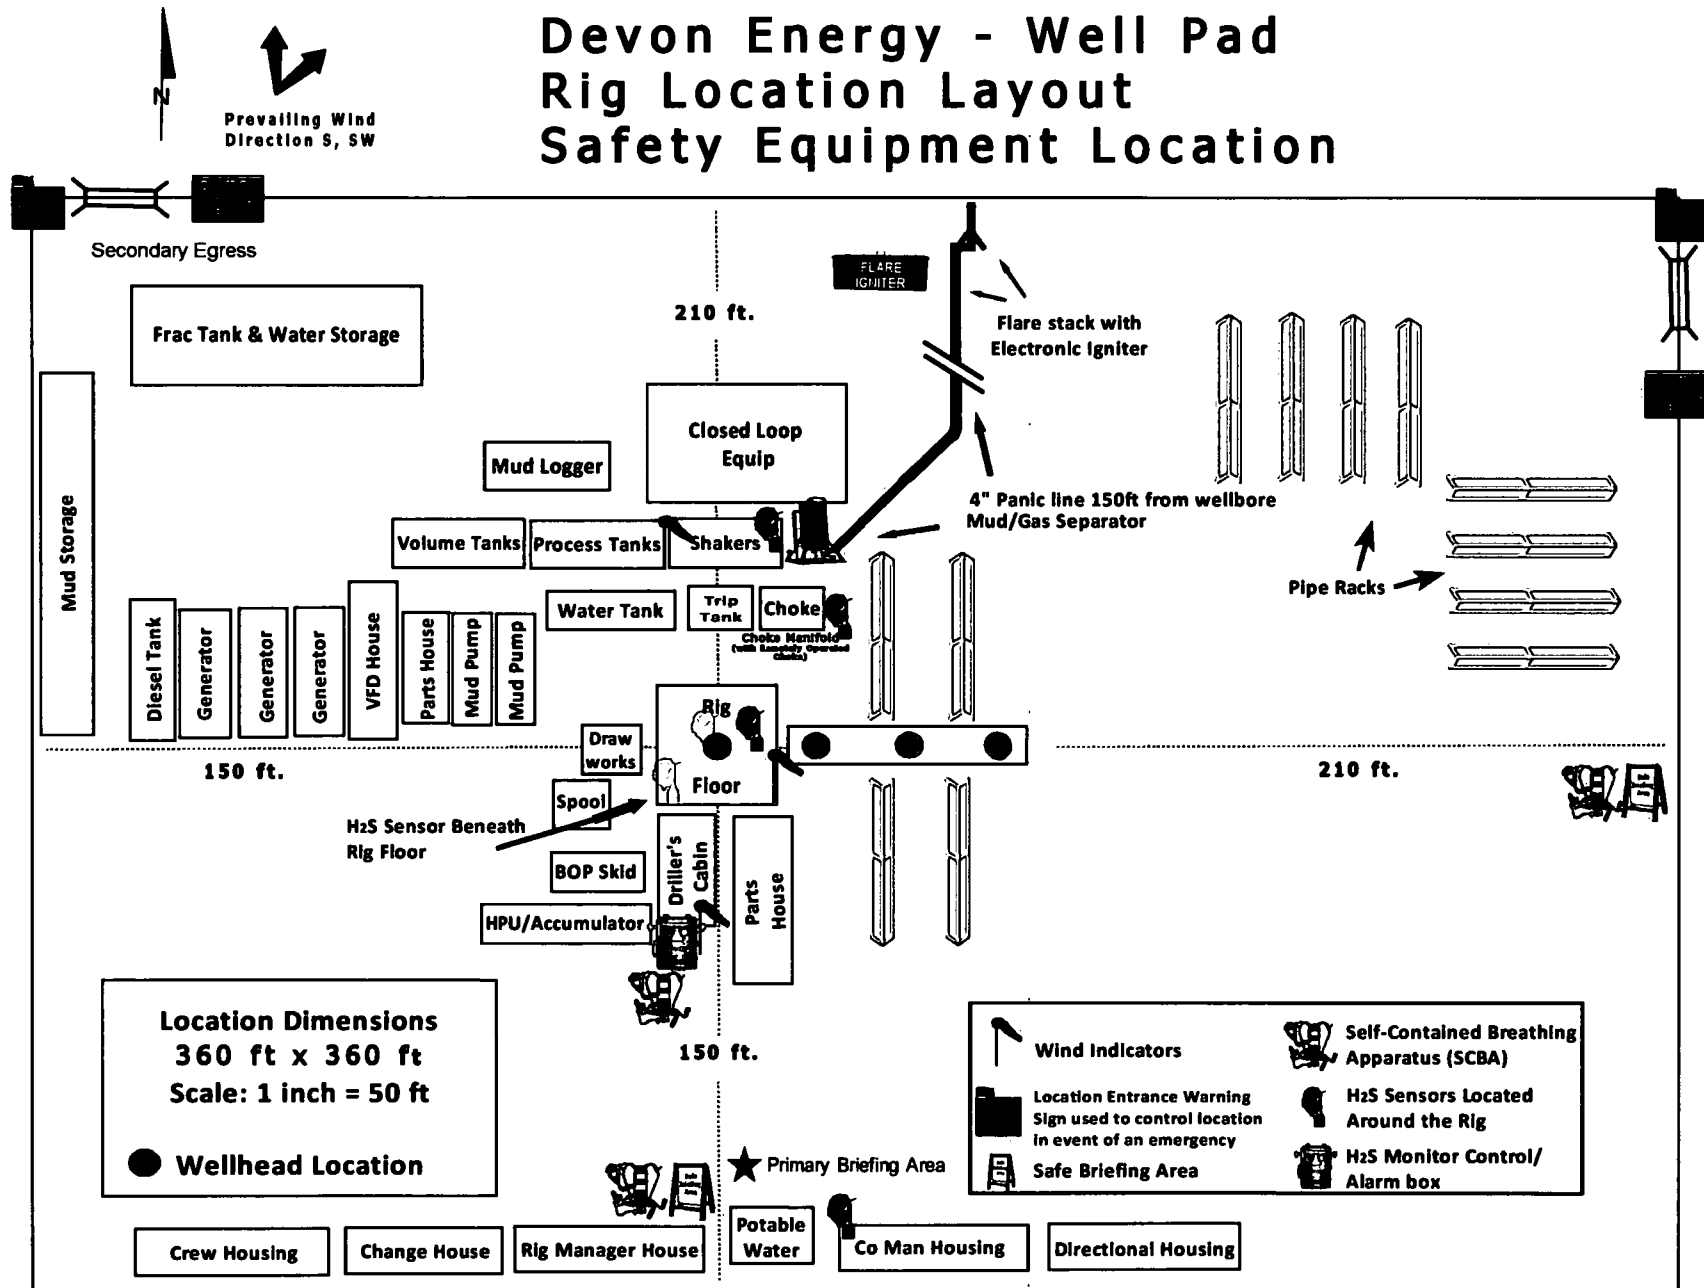 Devon Energy - Well Pad
Rig Location Layout
Safety Equipment Location
N
Prevailing Wind
Direction S, SW
Secondary Egress
FLARE
IGNITER
210 ft.
Flare stack with
Electronic Igniter
Frac Tank & Water Storage
Mud Storage
Closed Loop
Equip
Mud Logger
4" Panic line 150ft from wellbore
Mud/Gas Separator
Volume Tanks
Process Tanks
Shakers
Pipe Racks
Water Tank
Trip
Tank
Choke
Choke Manifold
(with Remotely Operated
Choke)
Diesel Tank
Generator
Generator
Generator
VFD House
Parts House
Mud Pump
Mud Pump
Rig
Floor
Draw
works
150 ft.
210 ft.
Spool
H2S Sensor Beneath
Rig Floor
Driller's
Cabin
Parts
House
BOP Skid
HPU/Accumulator
Location Dimensions
360 ft x 360 ft
Scale: 1 inch = 50 ft
Wellhead Location
150 ft.
Primary Briefing Area
Wind Indicators
Location Entrance Warning
Sign used to control location
in event of an emergency
Safe Briefing Area
Self-Contained Breathing
Apparatus (SCBA)
H2S Sensors Located
Around the Rig
H2S Monitor Control/
Alarm box
Crew Housing
Change House
Rig Manager House
Potable
Water
Co Man Housing
Directional Housing